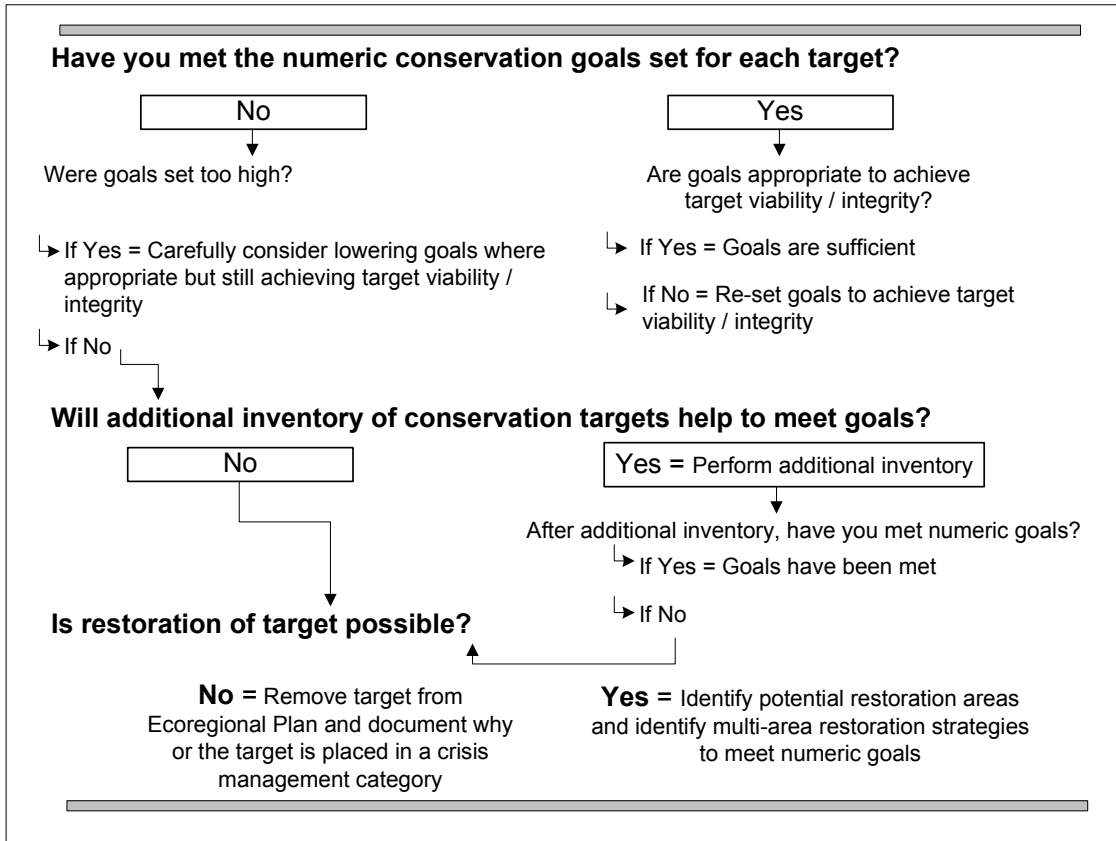 Have you met the numeric conservation goals set for each target?
No
Were goals set too high?
If Yes = Carefully consider lowering goals where
appropriate but still achieving target viability /
integrity
If No
Yes
Are goals appropriate to achieve
target viability / integrity?
If Yes = Goals are sufficient
If No = Re-set goals to achieve target
viability / integrity
Will additional inventory of conservation targets help to meet goals?
No
Yes = Perform additional inventory
After additional inventory, have you met numeric goals?
If Yes = Goals have been met
If No
Is restoration of target possible?
No = Remove target from
Ecoregional Plan and document why
or the target is placed in a crisis
management category
Yes = Identify potential restoration areas
and identify multi-area restoration strategies
to meet numeric goals